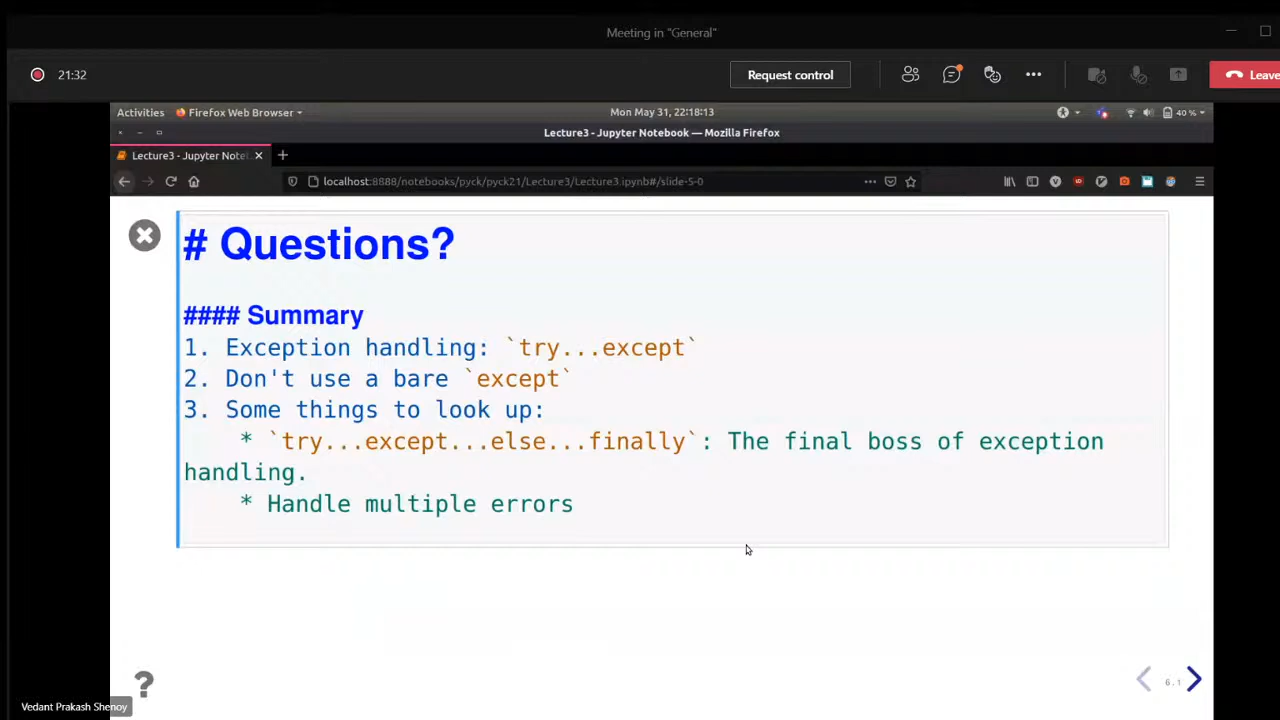 Meeting in "General"
21:32
Request control
Leave
Activities Firefox Web Browser Mon May 31, 22:18:13 40 %
Lecture3 - Jupyter Notebook — Mozilla Firefox
Lecture3 - Jupyter Note
localhost:8888/notebooks/pyck/pyck21/Lecture3/Lecture3.ipynb#/slide-5-0
# Questions?
#### Summary
1. Exception handling: `try...except`
2. Don't use a bare `except`
3. Some things to look up:
* `try...except...else...finally`: The final boss of exception
handling.
* Handle multiple errors
?
6.1
Vedant Prakash Shenoy